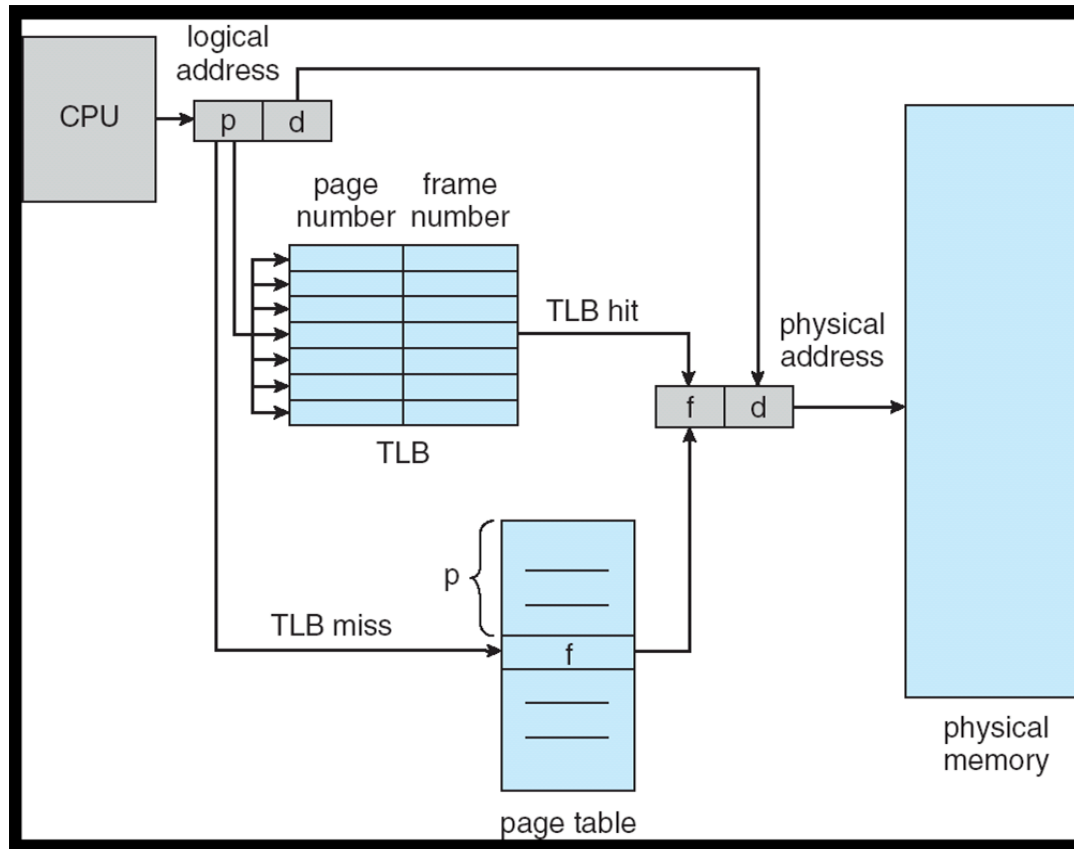 logical
address
CPU
p d
page frame
number number
TLB hit
physical
address
f d
TLB
p
TLB miss
f
physical
memory
page table